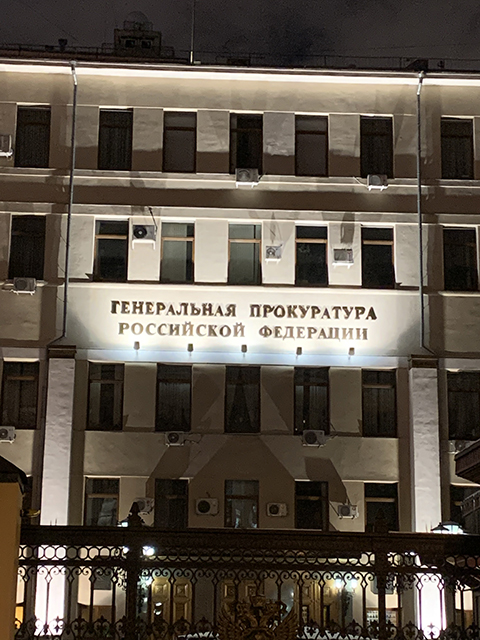 ГЕНЕРАЛЬНАЯ ПРОКУРАТУРА
РОССИЙСКОЙ ФЕДЕРАЦИИ